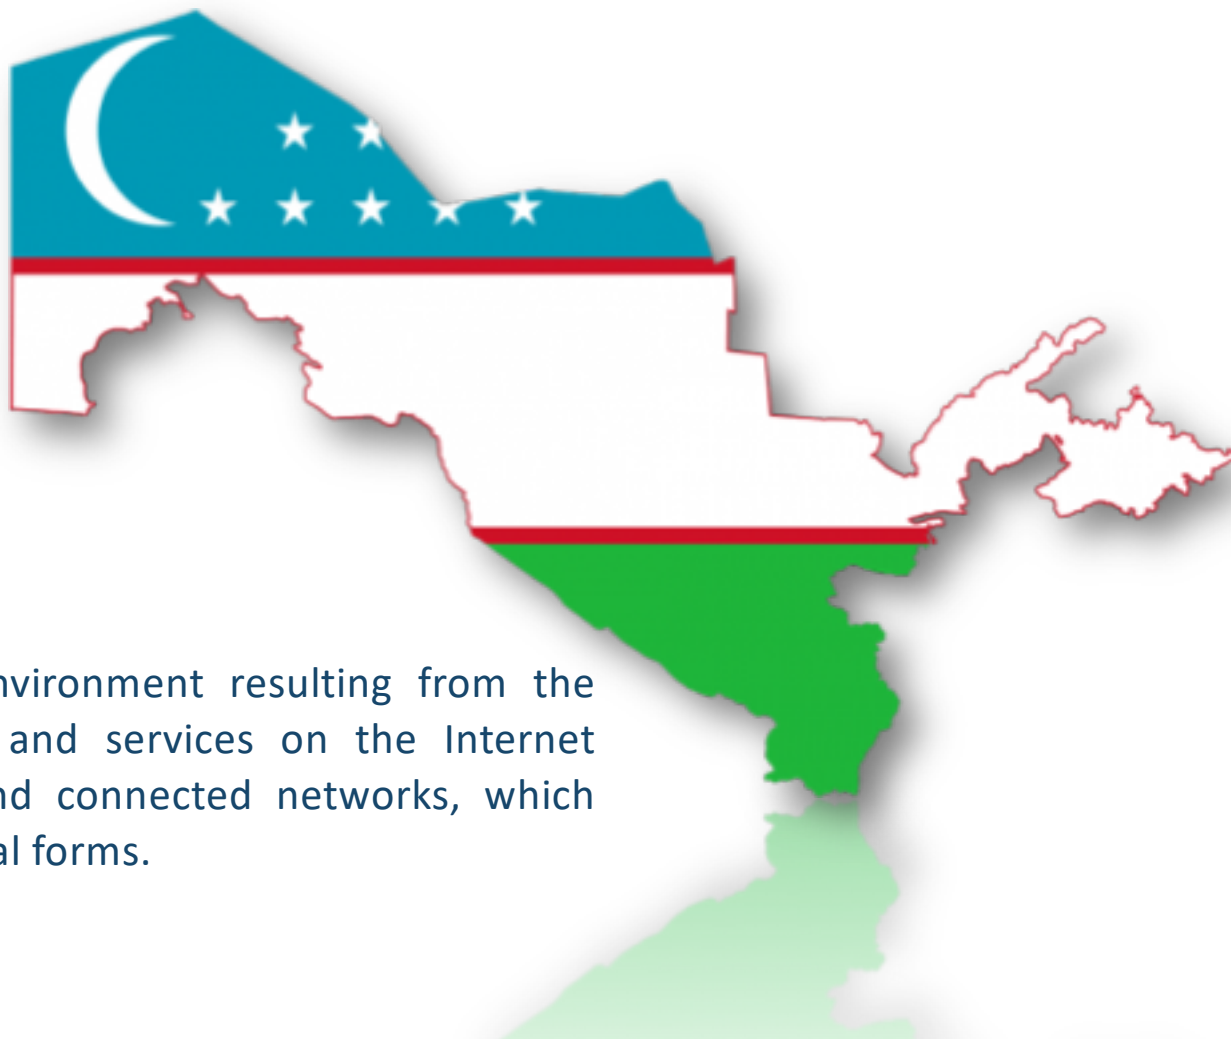 nvironment resulting from the
and services on the Internet
nd connected networks, which
al forms.